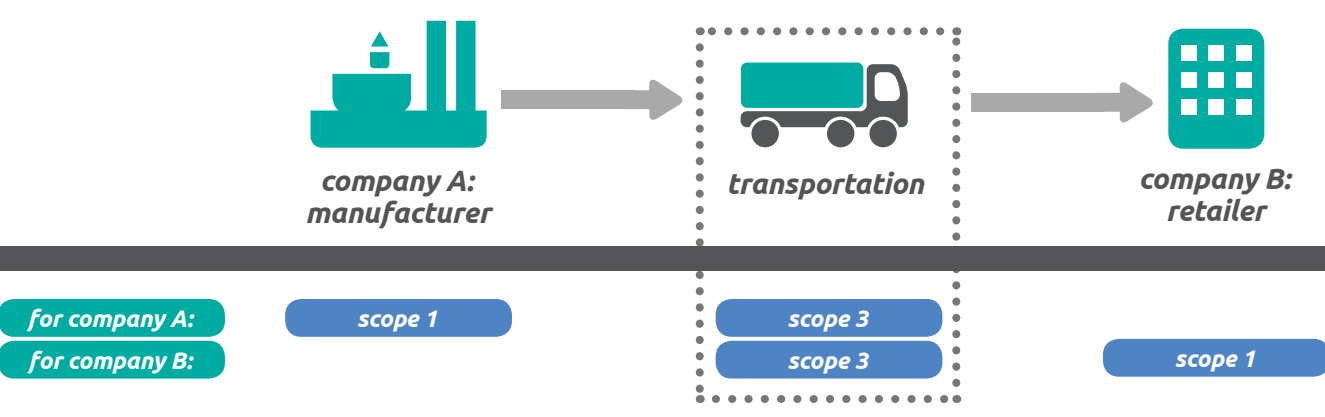 company A:
manufacturer
transportation
company B:
retailer
for company A:
scope 1
scope 3
for company B:
scope 3
scope 1